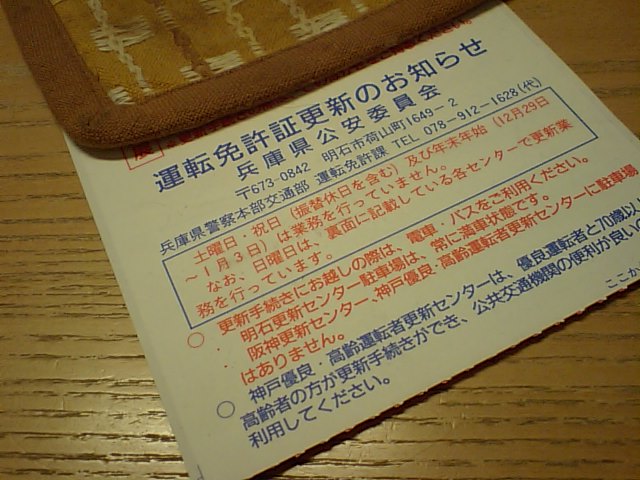 運転免許証更新のお知らせ
兵庫県公安委員会
〒673-0842 明石市荷山町1649-2
兵庫県警察本部交通部 運転免許課 TEL 078-912-1628(代)
土曜日・祝日(振替休日を含む)及び年末年始(12月29日
~1月3日)は業務を行っていません。
なお、日曜日は、裏面に記載している各センターで更新業
務を行っています。
○ 更新手続きにお越しの際は、電車・バスをご利用ください。
明石更新センター駐車場は、常に満車状態です。
阪神更新センター、神戸優良・高齢運転者更新センターに駐車場
はありません。
○ 神戸優良・高齢運転者更新センターは、優良運転者と70歳以上
高齢者の方が更新手続きができ、公共交通機関の便利が良い
利用してください。
ここか